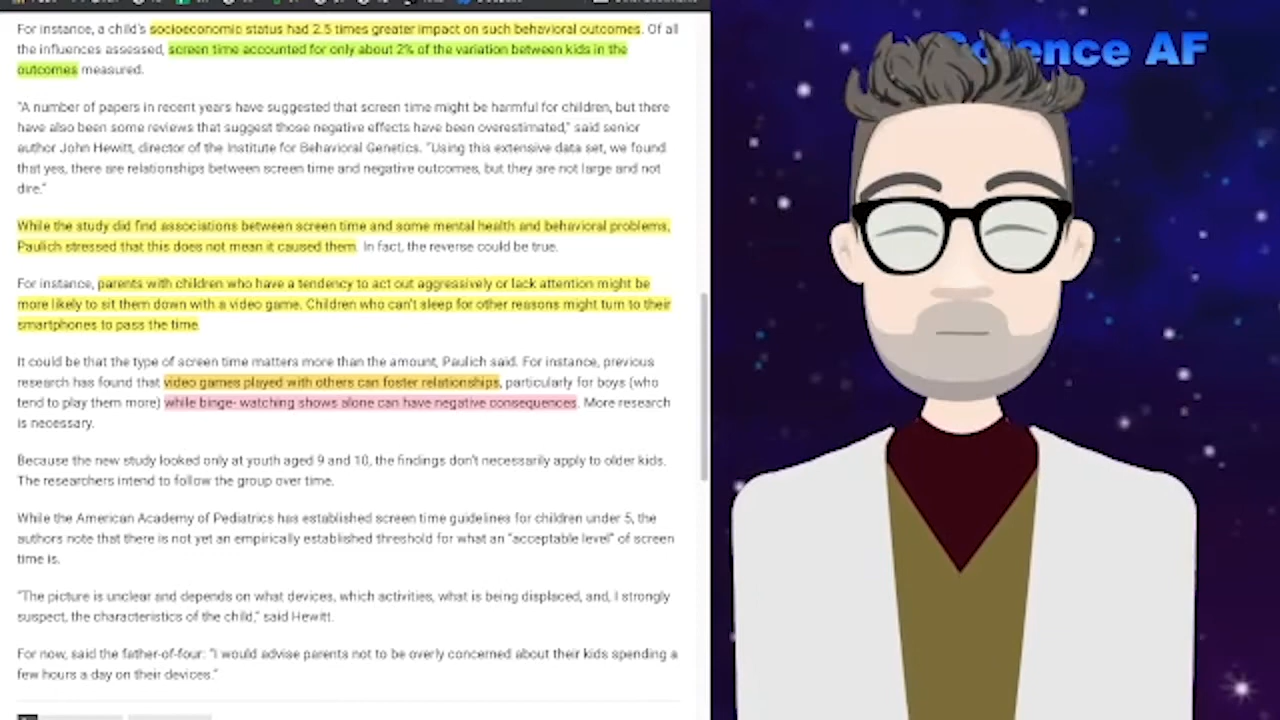 For instance, a child's socioeconomic status had 2.5 times greater impact on such behavioral outcomes. Of all
the influences assessed, screen time accounted for only about 2% of the variation between kids in the
outcomes measured.
"A number of papers in recent years have suggested that screen time might be harmful for children, but there
have also been some reviews that suggest those negative effects have been overestimated," said senior
author John Hewitt, director of the Institute for Behavioral Genetics. "Using this extensive data set, we found
that yes, there are relationships between screen time and negative outcomes, but they are not large and not
dire."
While the study did find associations between screen time and some mental health and behavioral problems,
Paulich stressed that this does not mean it caused them. In fact, the reverse could be true.
For instance, parents with children who have a tendency to act out aggressively or lack attention might be
more likely to sit them down with a video game. Children who can't sleep for other reasons might turn to their
smartphones to pass the time.
It could be that the type of screen time matters more than the amount, Paulich said. For instance, previous
research has found that video games played with others can foster relationships, particularly for boys (who
tend to play them more) while binge- watching shows alone can have negative consequences. More research
is necessary.
Because the new study looked only at youth aged 9 and 10, the findings don't necessarily apply to older kids.
The researchers intend to follow the group over time.
While the American Academy of Pediatrics has established screen time guidelines for children under 5, the
authors note that there is not yet an empirically established threshold for what an "acceptable level" of screen
time is.
"The picture is unclear and depends on what devices, which activities, what is being displaced, and, I strongly
suspect, the characteristics of the child," said Hewitt.
For now, said the father-of-four: "I would advise parents not to be overly concerned about their kids spending a
few hours a day on their devices."
Science AF